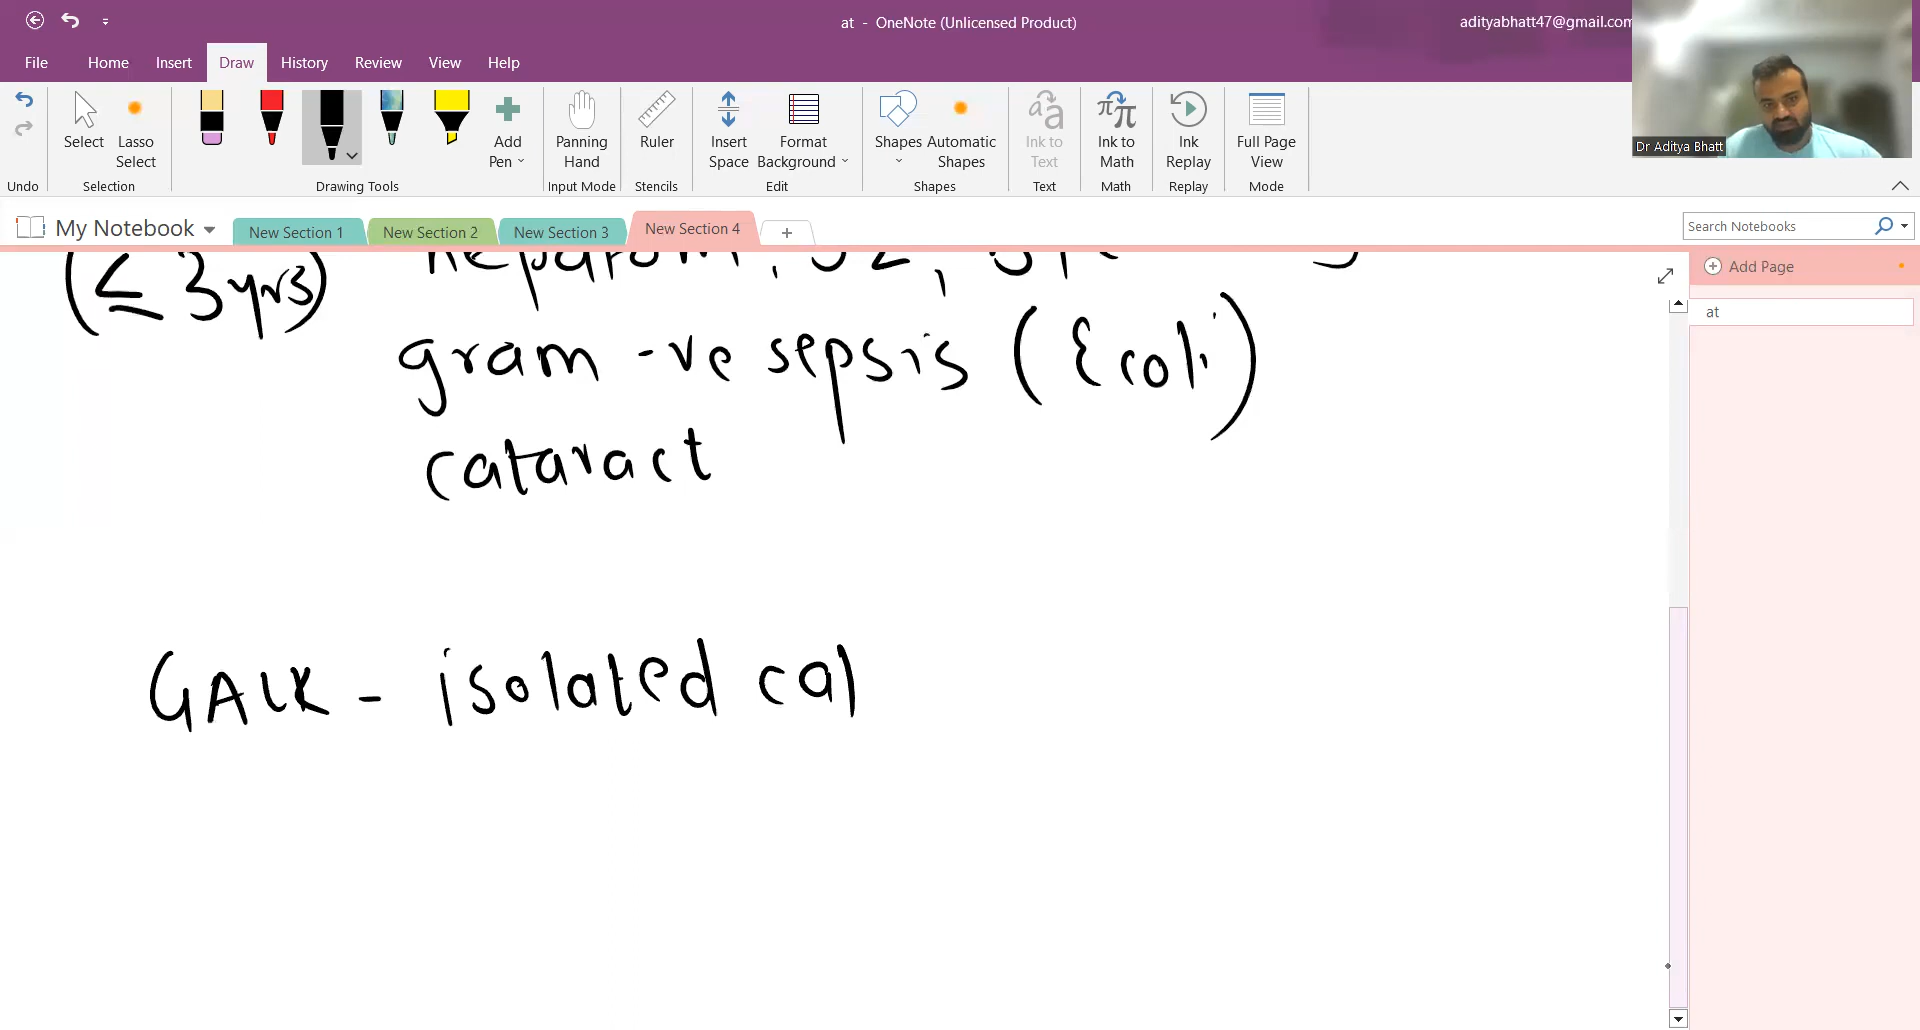 at - OneNote (Unlicensed Product)
adityabhatt47@gmail.com
File Home Insert Draw History Review View Help
Select
Lasso Select
Add Pen
Panning Hand
Ruler
Insert Space
Format Background
Shapes
Automatic Shapes
Ink to Text
Ink to Math
Ink Replay
Full Page View
Undo Selection Drawing Tools Input Mode Stencils Edit Shapes Text Math Replay Mode
Dr Aditya Bhatt
My Notebook New Section 1 New Section 2 New Section 3 New Section 4
Search Notebooks
Add Page
at
(≤ 3yrs)
gram -ve sepsis (Ecoli)
cataract
GALK - isolated cat